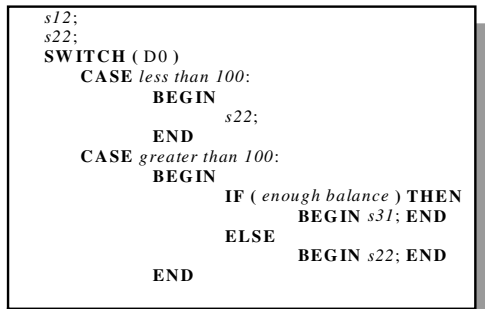 s12;
s22;
SWITCH ( D0 )
CASE less than 100:
BEGIN
s22;
END
CASE greater than 100:
BEGIN
IF ( enough balance ) THEN
BEGIN s31; END
ELSE
BEGIN s22; END
END